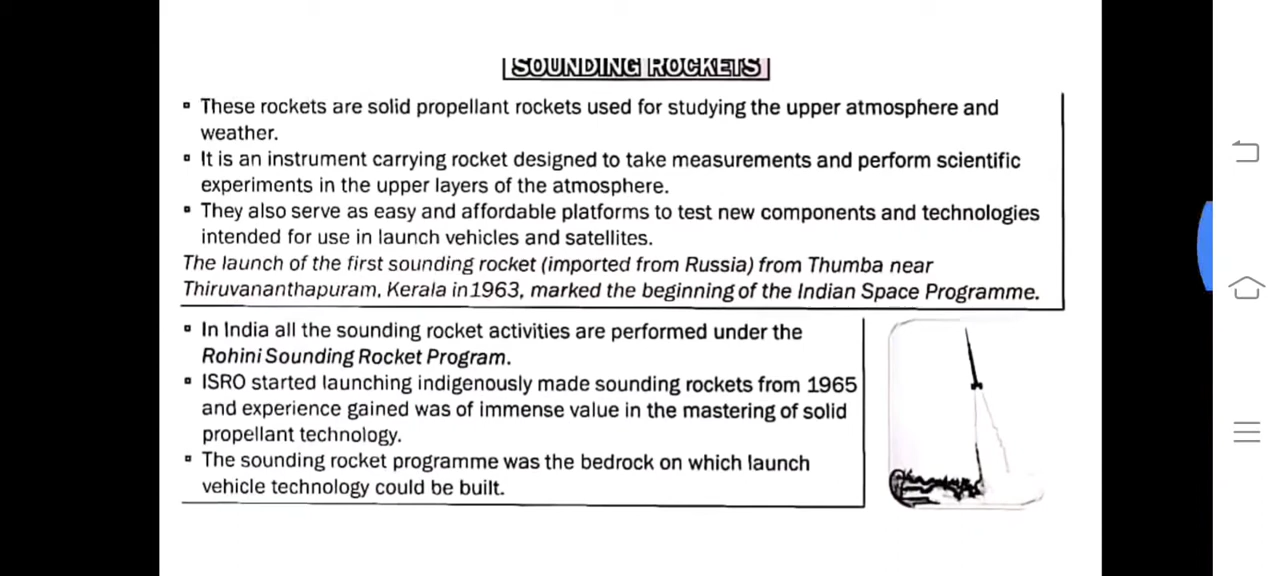 SOUNDING ROCKETS
▫ These rockets are solid propellant rockets used for studying the upper atmosphere and
weather.
▫ It is an instrument carrying rocket designed to take measurements and perform scientific
experiments in the upper layers of the atmosphere.
▫ They also serve as easy and affordable platforms to test new components and technologies
intended for use in launch vehicles and satellites.
The launch of the first sounding rocket (imported from Russia) from Thumba near
Thiruvananthapuram, Kerala in1963, marked the beginning of the Indian Space Programme.
▫ In India all the sounding rocket activities are performed under the
Rohini Sounding Rocket Program.
▫ ISRO started launching indigenously made sounding rockets from 1965
and experience gained was of immense value in the mastering of solid
propellant technology.
▫ The sounding rocket programme was the bedrock on which launch
vehicle technology could be built.